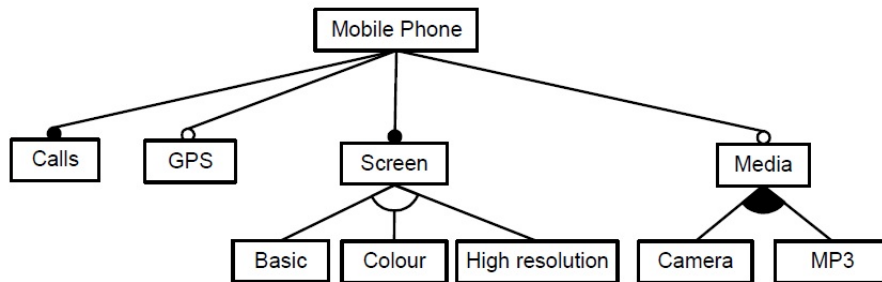 Mobile Phone
Calls
GPS
Screen
Media
Basic
Colour
High resolution
Camera
MP3